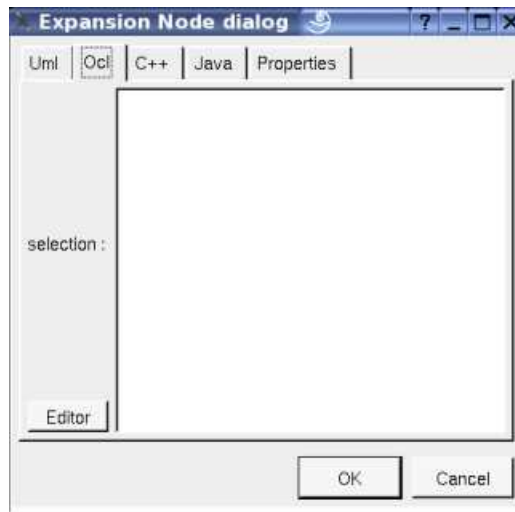 Expansion Node dialog
Uml Ocl C++ Java Properties
selection :
Editor
OK Cancel